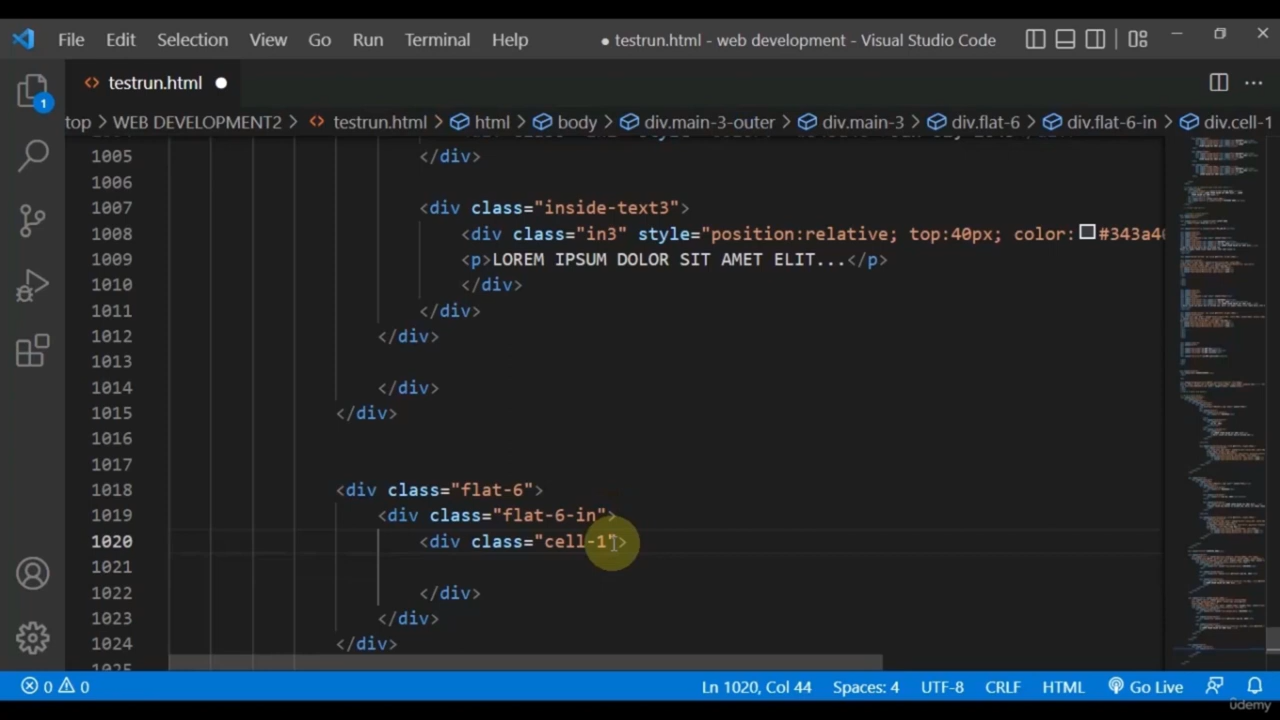 File Edit Selection View Go Run Terminal Help ● testrun.html - web development - Visual Studio Code
<> testrun.html ●
1
top > WEB DEVELOPMENT2 > <> testrun.html > html > body > div.main-3-outer > div.main-3 > div.flat-6 > div.flat-6-in > div.cell-1
1005 </div>
1006
1007 <div class="inside-text3">
1008 <div class="in3" style="position:relative; top:40px; color: #343a40
1009 <p>LOREM IPSUM DOLOR SIT AMET ELIT...</p>
1010 </div>
1011 </div>
1012 </div>
1013
1014 </div>
1015 </div>
1016
1017
1018 <div class="flat-6">
1019 <div class="flat-6-in">
1020 <div class="cell-1">
1021
1022 </div>
1023 </div>
1024 </div>
1025
0 0 Ln 1020, Col 44 Spaces: 4 UTF-8 CRLF HTML Go Live
ûdemy